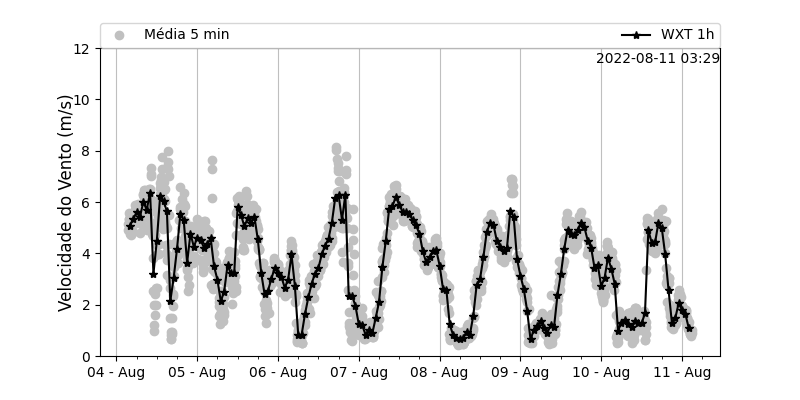 Média 5 min
WXT 1h
2022-08-11 03:29
Velocidade do Vento (m/s)
12
10
8
6
4
2
0
04 - Aug
05 - Aug
06 - Aug
07 - Aug
08 - Aug
09 - Aug
10 - Aug
11 - Aug